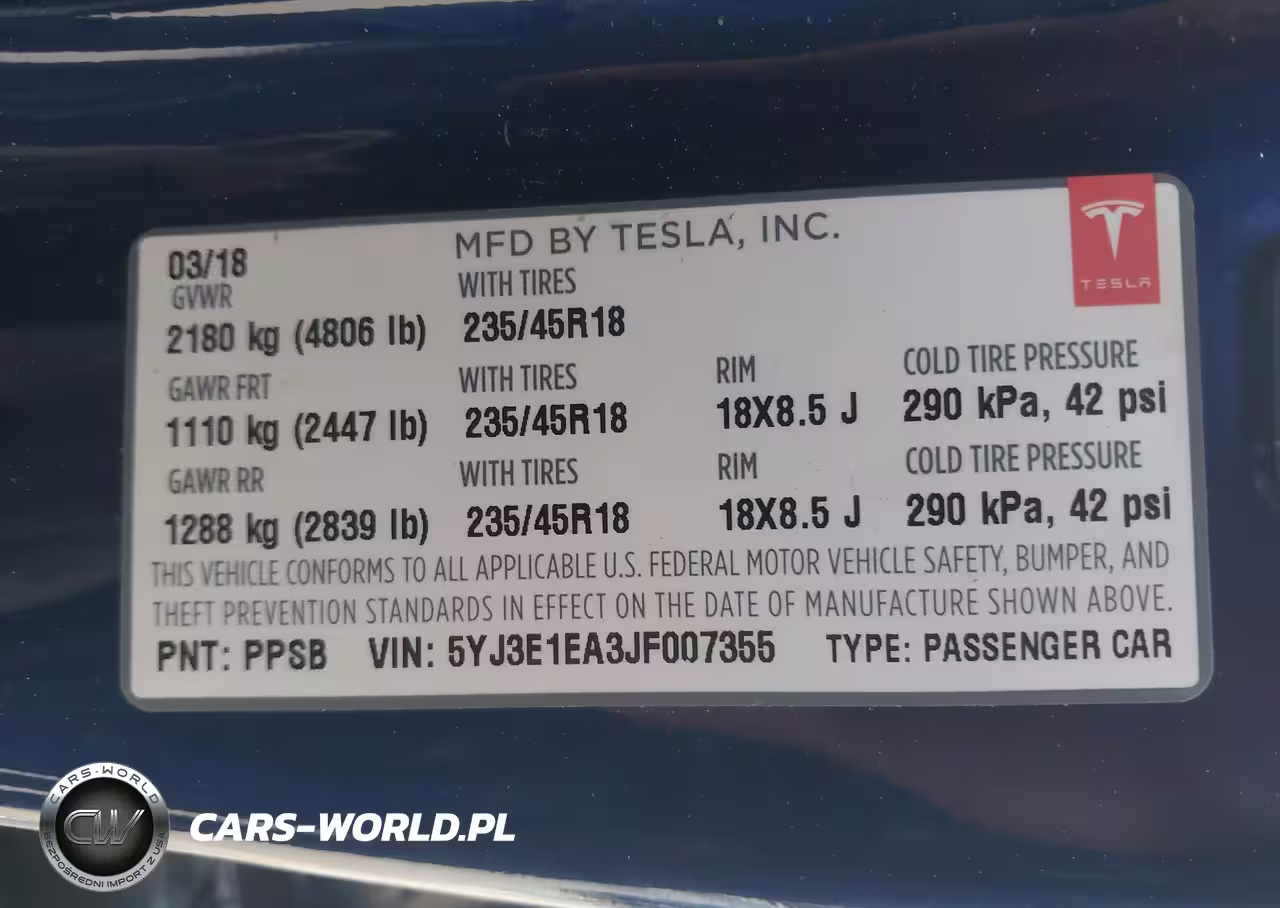 03/18 MFD BY TESLA, INC.
TESLA
GVWR WITH TIRES
2180 kg (4806 lb) 235/45R18
GAWR FRT WITH TIRES RIM COLD TIRE PRESSURE
1110 kg (2447 lb) 235/45R18 18X8.5 J 290 kPa, 42 psi
GAWR RR WITH TIRES RIM COLD TIRE PRESSURE
1288 kg (2839 lb) 235/45R18 18X8.5 J 290 kPa, 42 psi
THIS VEHICLE CONFORMS TO ALL APPLICABLE U.S. FEDERAL MOTOR VEHICLE SAFETY, BUMPER, AND
THEFT PREVENTION STANDARDS IN EFFECT ON THE DATE OF MANUFACTURE SHOWN ABOVE.
PNT: PPSB VIN: 5YJ3E1EA3JF007355 TYPE: PASSENGER CAR
CARS-WORLD
CW
BEZPOŚREDNI IMPORT Z USA
CARS-WORLD.PL